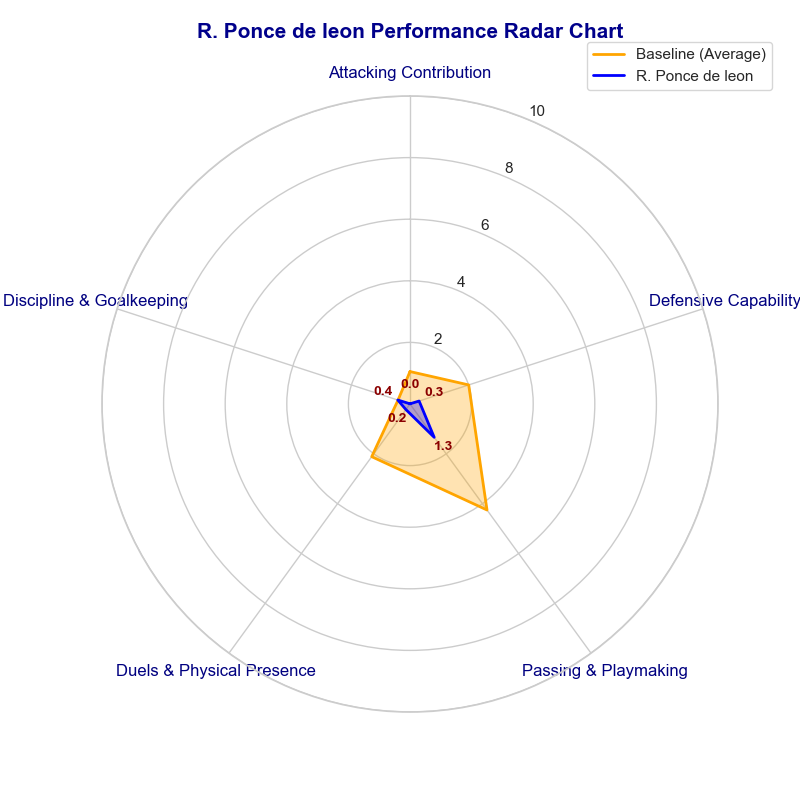 R. Ponce de leon Performance Radar Chart
Baseline (Average)
R. Ponce de leon
Attacking Contribution
10
8
6
4
2
Discipline & Goalkeeping
Defensive Capability
0.0
0.4
0.3
0.2
1.3
Duels & Physical Presence
Passing & Playmaking